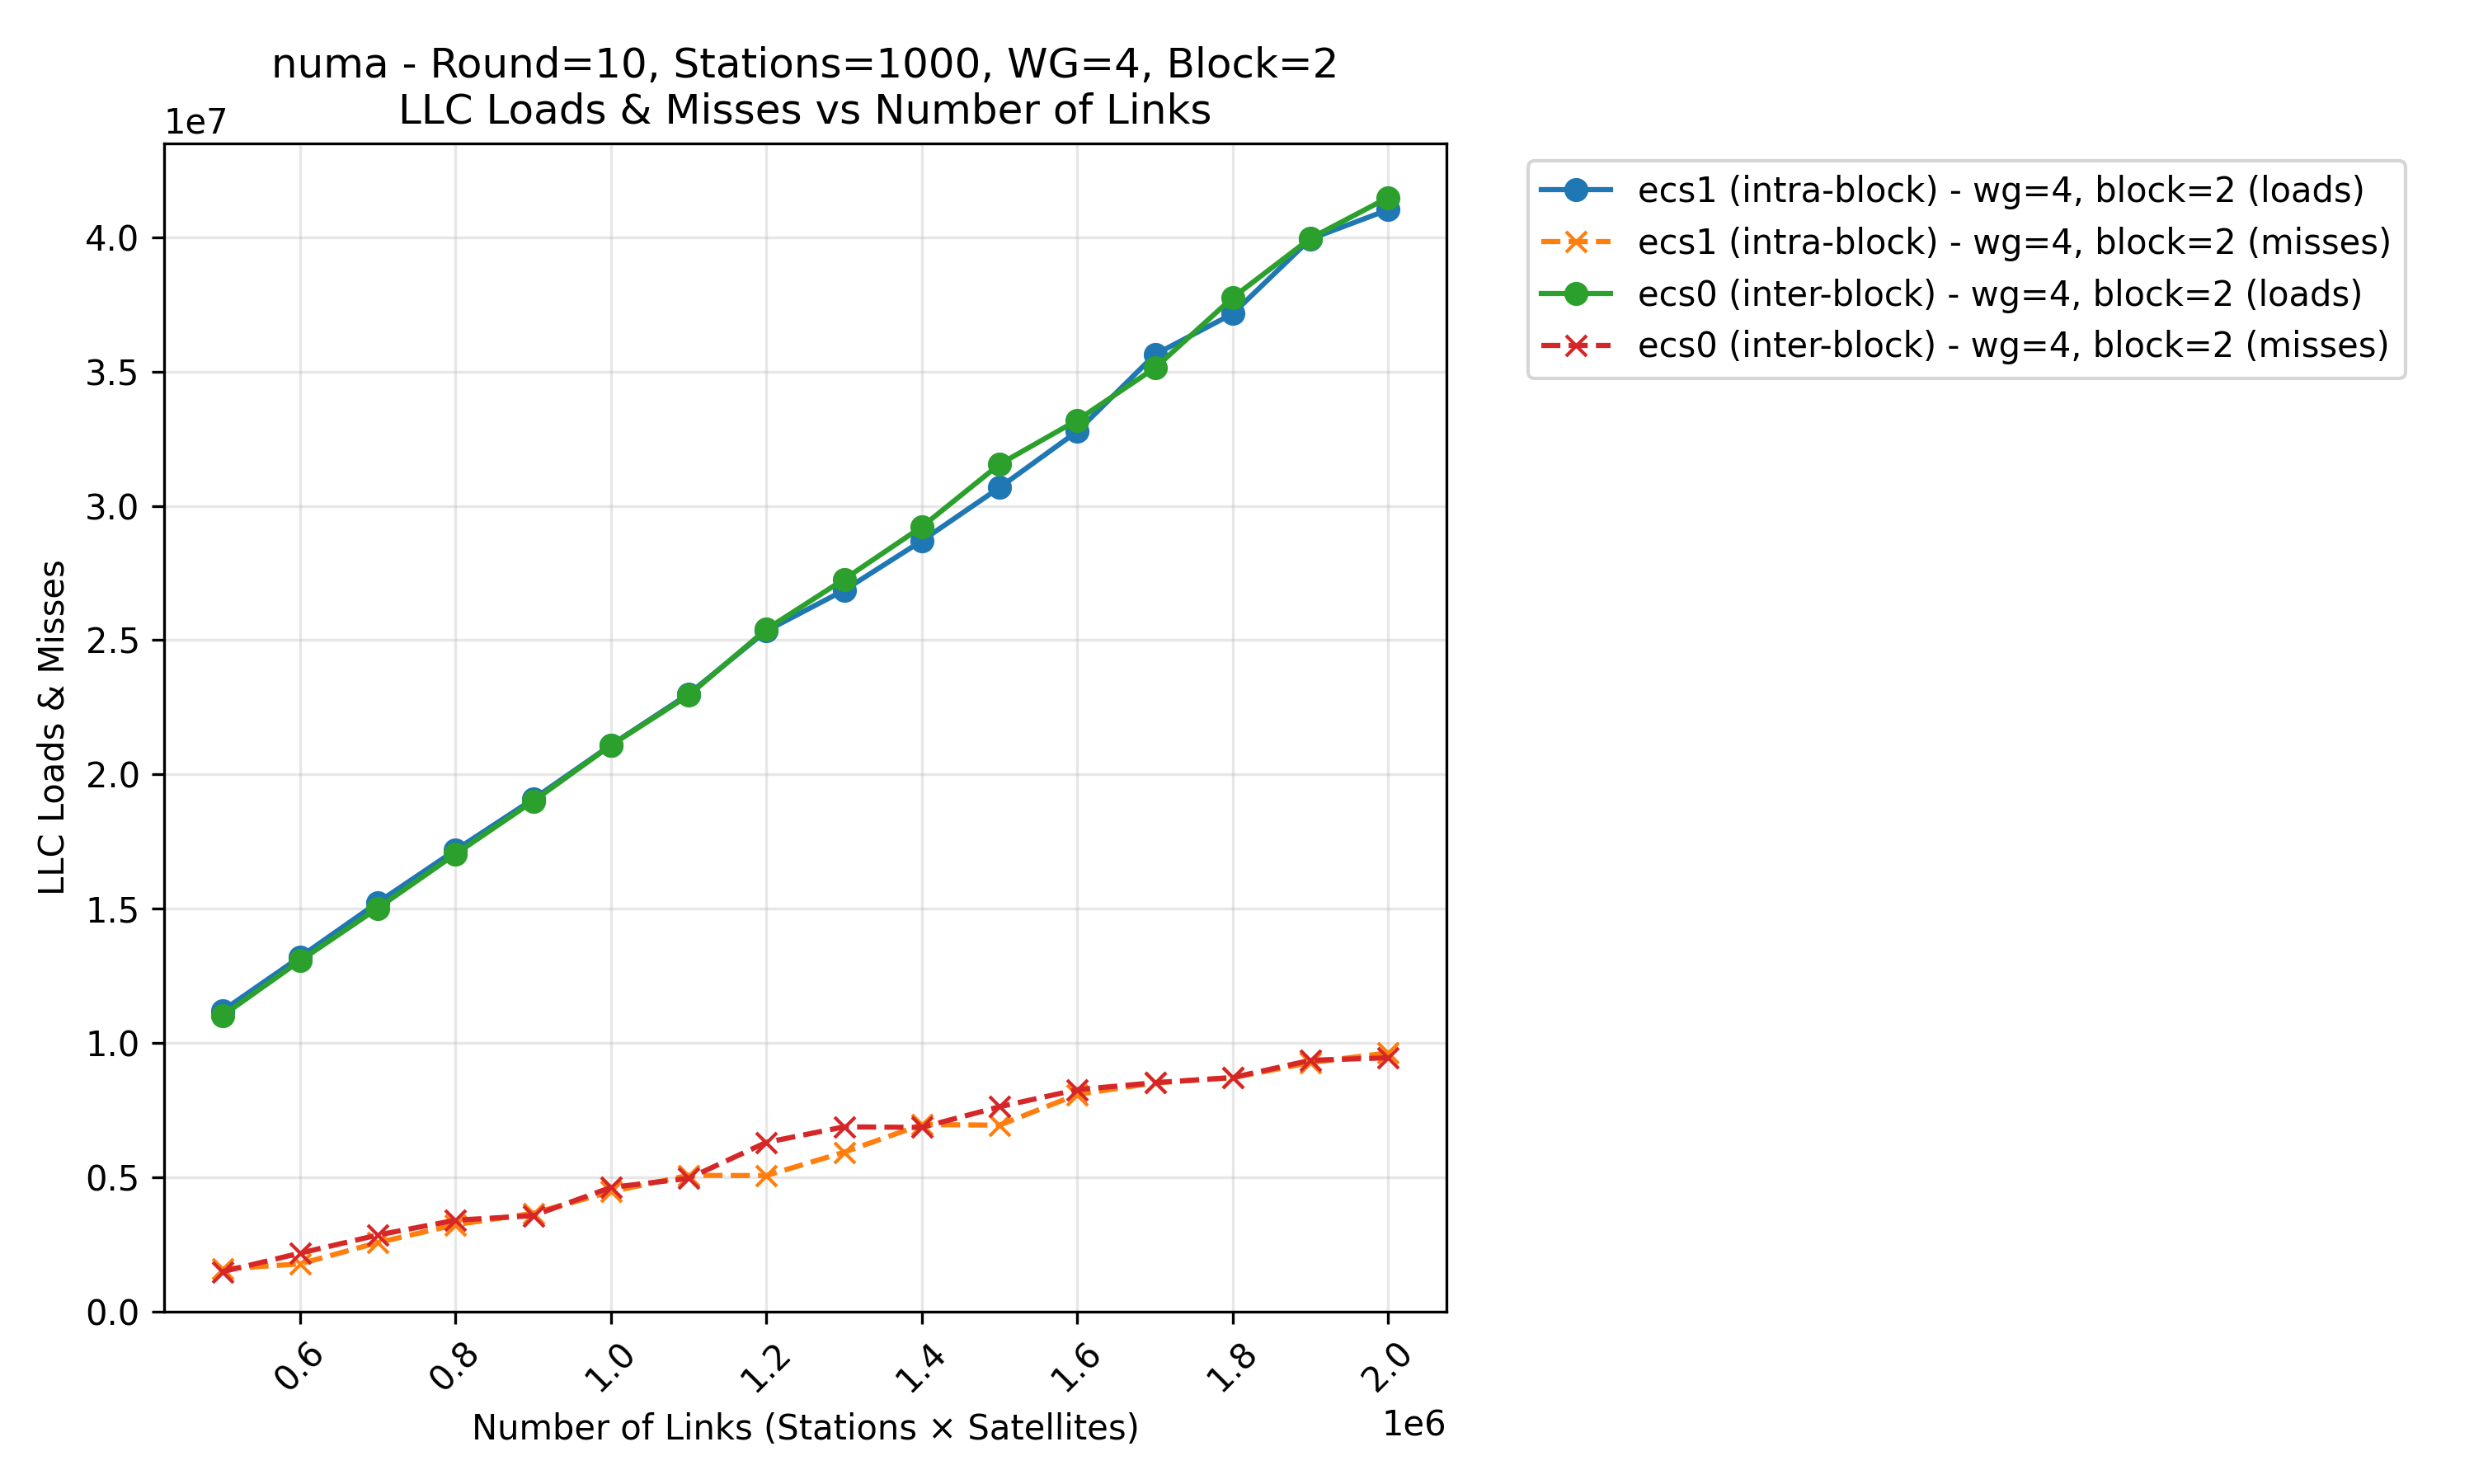 numa - Round=10, Stations=1000, WG=4, Block=2
LLC Loads & Misses vs Number of Links
1e7
ecs1 (intra-block) - wg=4, block=2 (loads)
ecs1 (intra-block) - wg=4, block=2 (misses)
ecs0 (inter-block) - wg=4, block=2 (loads)
ecs0 (inter-block) - wg=4, block=2 (misses)
LLC Loads & Misses
4.0
3.5
3.0
2.5
2.0
1.5
1.0
0.5
0.0
0.6
0.8
1.0
1.2
1.4
1.6
1.8
2.0
Number of Links (Stations × Satellites)
1e6